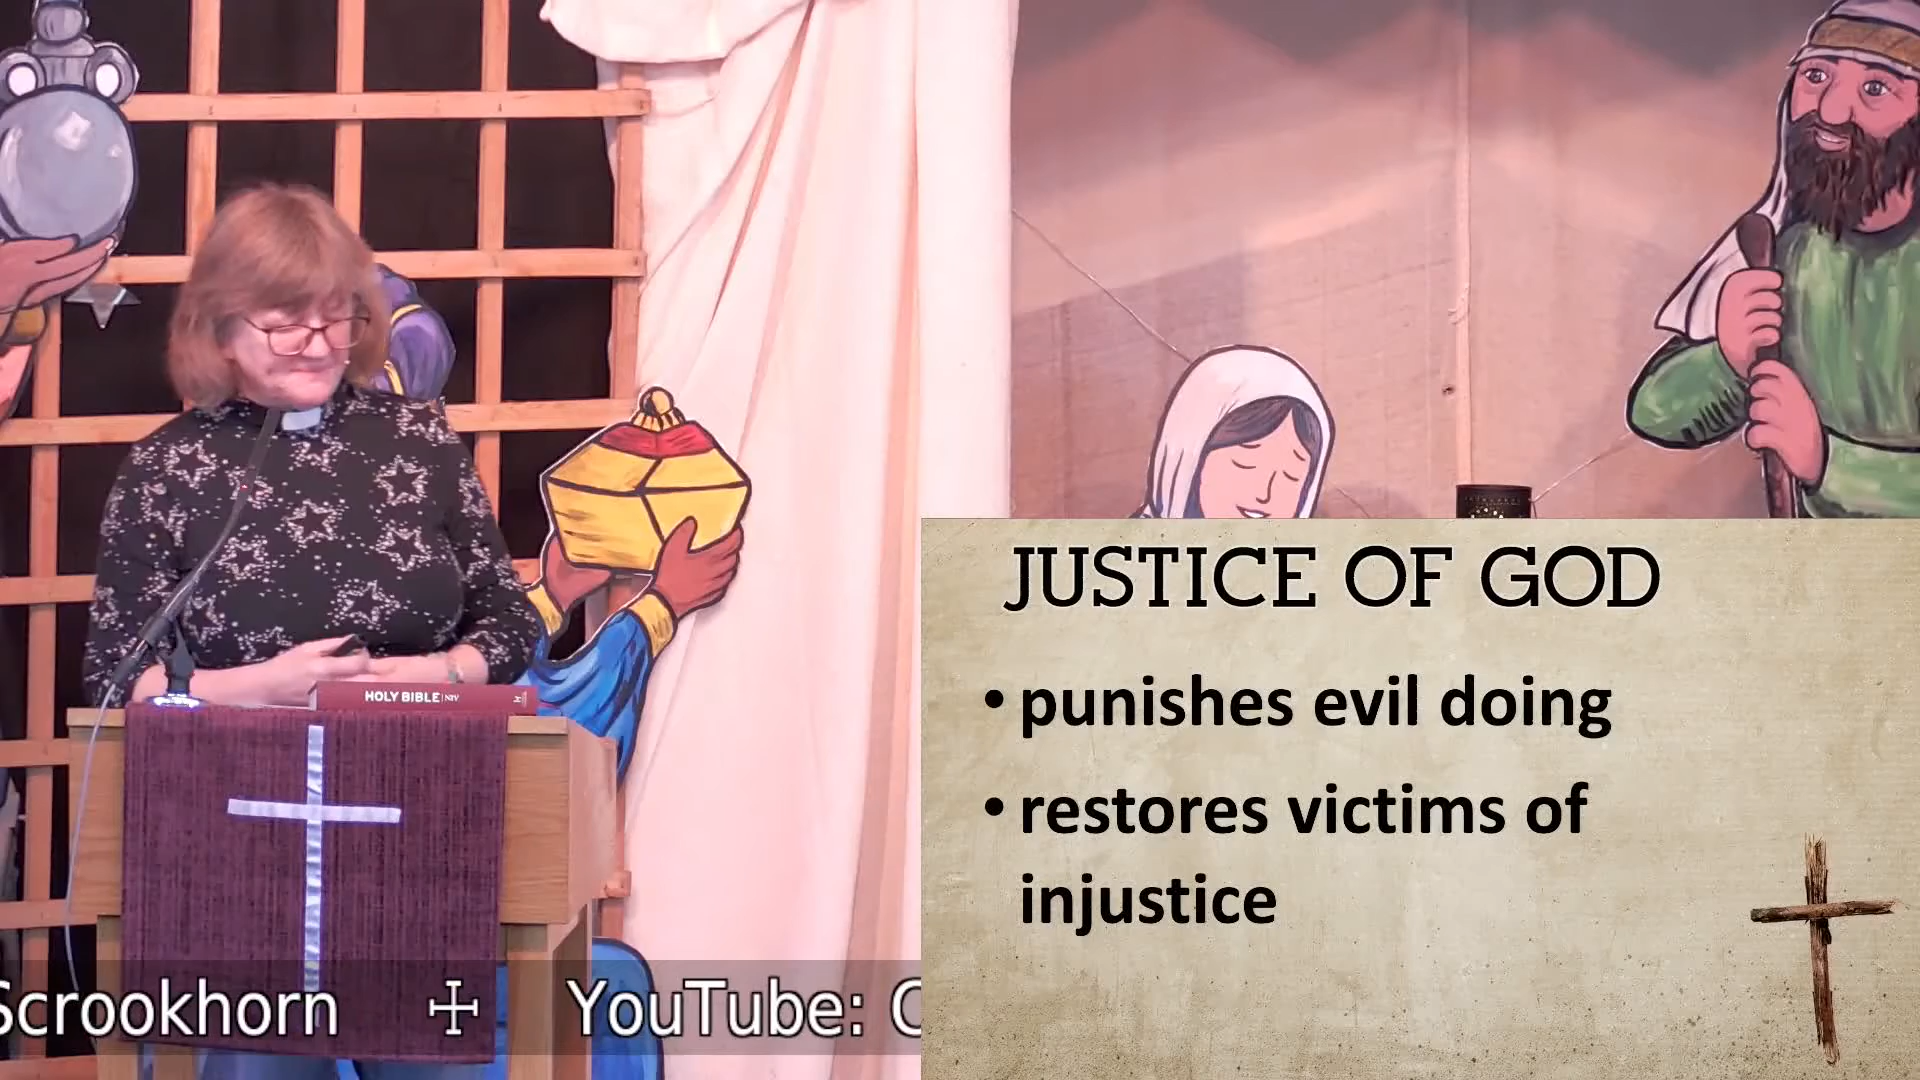 HOLY BIBLE | NIV
JUSTICE OF GOD
• punishes evil doing
• restores victims of
injustice
Scrookhorn ☩ YouTube: C